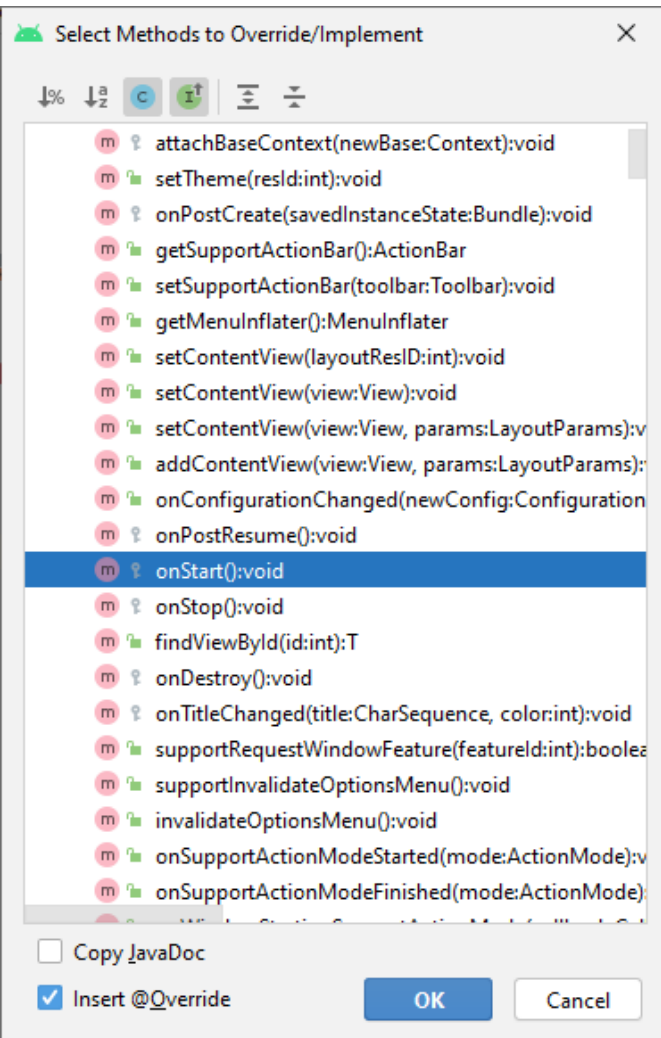 Select Methods to Override/Implement
attachBaseContext(newBase:Context):void
setTheme(resId:int):void
onPostCreate(savedInstanceState:Bundle):void
getSupportActionBar():ActionBar
setSupportActionBar(toolbar:Toolbar):void
getMenuInflater():MenuInflater
setContentView(layoutResID:int):void
setContentView(view:View):void
setContentView(view:View, params:LayoutParams):v
addContentView(view:View, params:LayoutParams):
onConfigurationChanged(newConfig:Configuration
onPostResume():void
onStart():void
onStop():void
findViewById(id:int):T
onDestroy():void
onTitleChanged(title:CharSequence, color:int):void
supportRequestWindowFeature(featureId:int):boolea
supportInvalidateOptionsMenu():void
invalidateOptionsMenu():void
onSupportActionModeStarted(mode:ActionMode):v
onSupportActionModeFinished(mode:ActionMode):
Copy JavaDoc
Insert @Override
OK Cancel